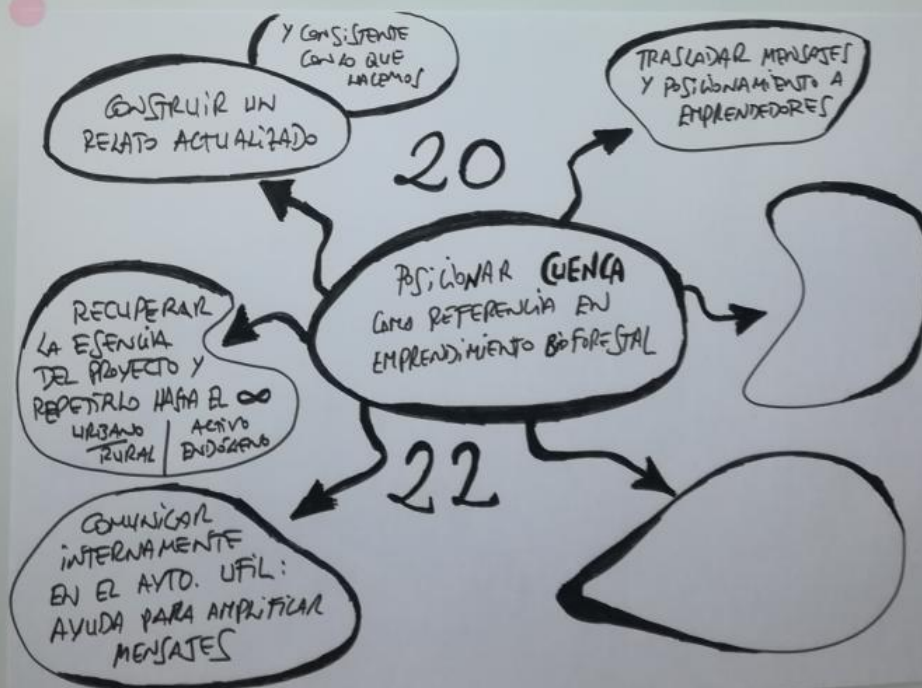 Y CONSISTENTE
CON LO QUE
HACEMOS
CONSTRUIR UN
RELATO ACTUALIZADO
TRASLADAR MENSAJES
Y POSICIONAMIENTO A
EMPRENDEDORES
20
POSICIONAR CUENCA
COMO REFERENCIA EN
EMPRENDIMIENTO BIOFORESTAL
RECUPERAR
LA ESENCIA
DEL PROYECTO Y
REPETIRLO HASTA EL ∞
URBANO
RURAL
ACTIVO
ENDÓGENO
22
COMUNICAR
INTERNAMENTE
EN EL AYTO. UFIL:
AYUDA PARA AMPLIFICAR
MENSAJES